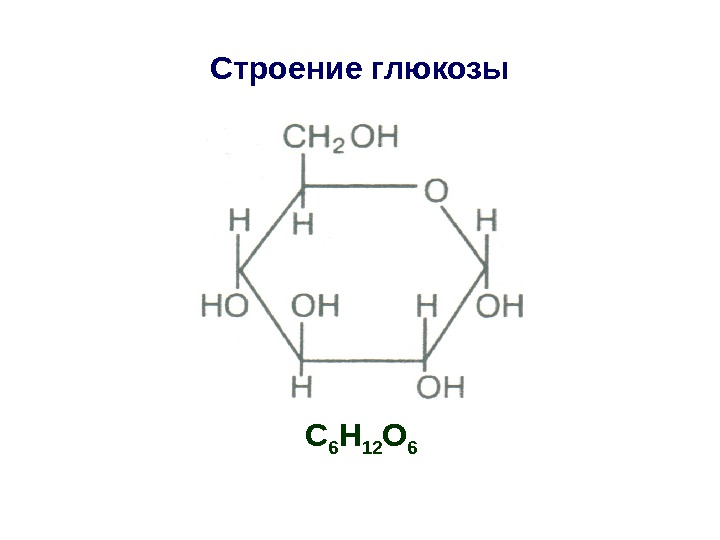 Строение глюкозы
CH₂OH
O
H H H
HO OH H OH
H OH
C₆H₁₂O₆